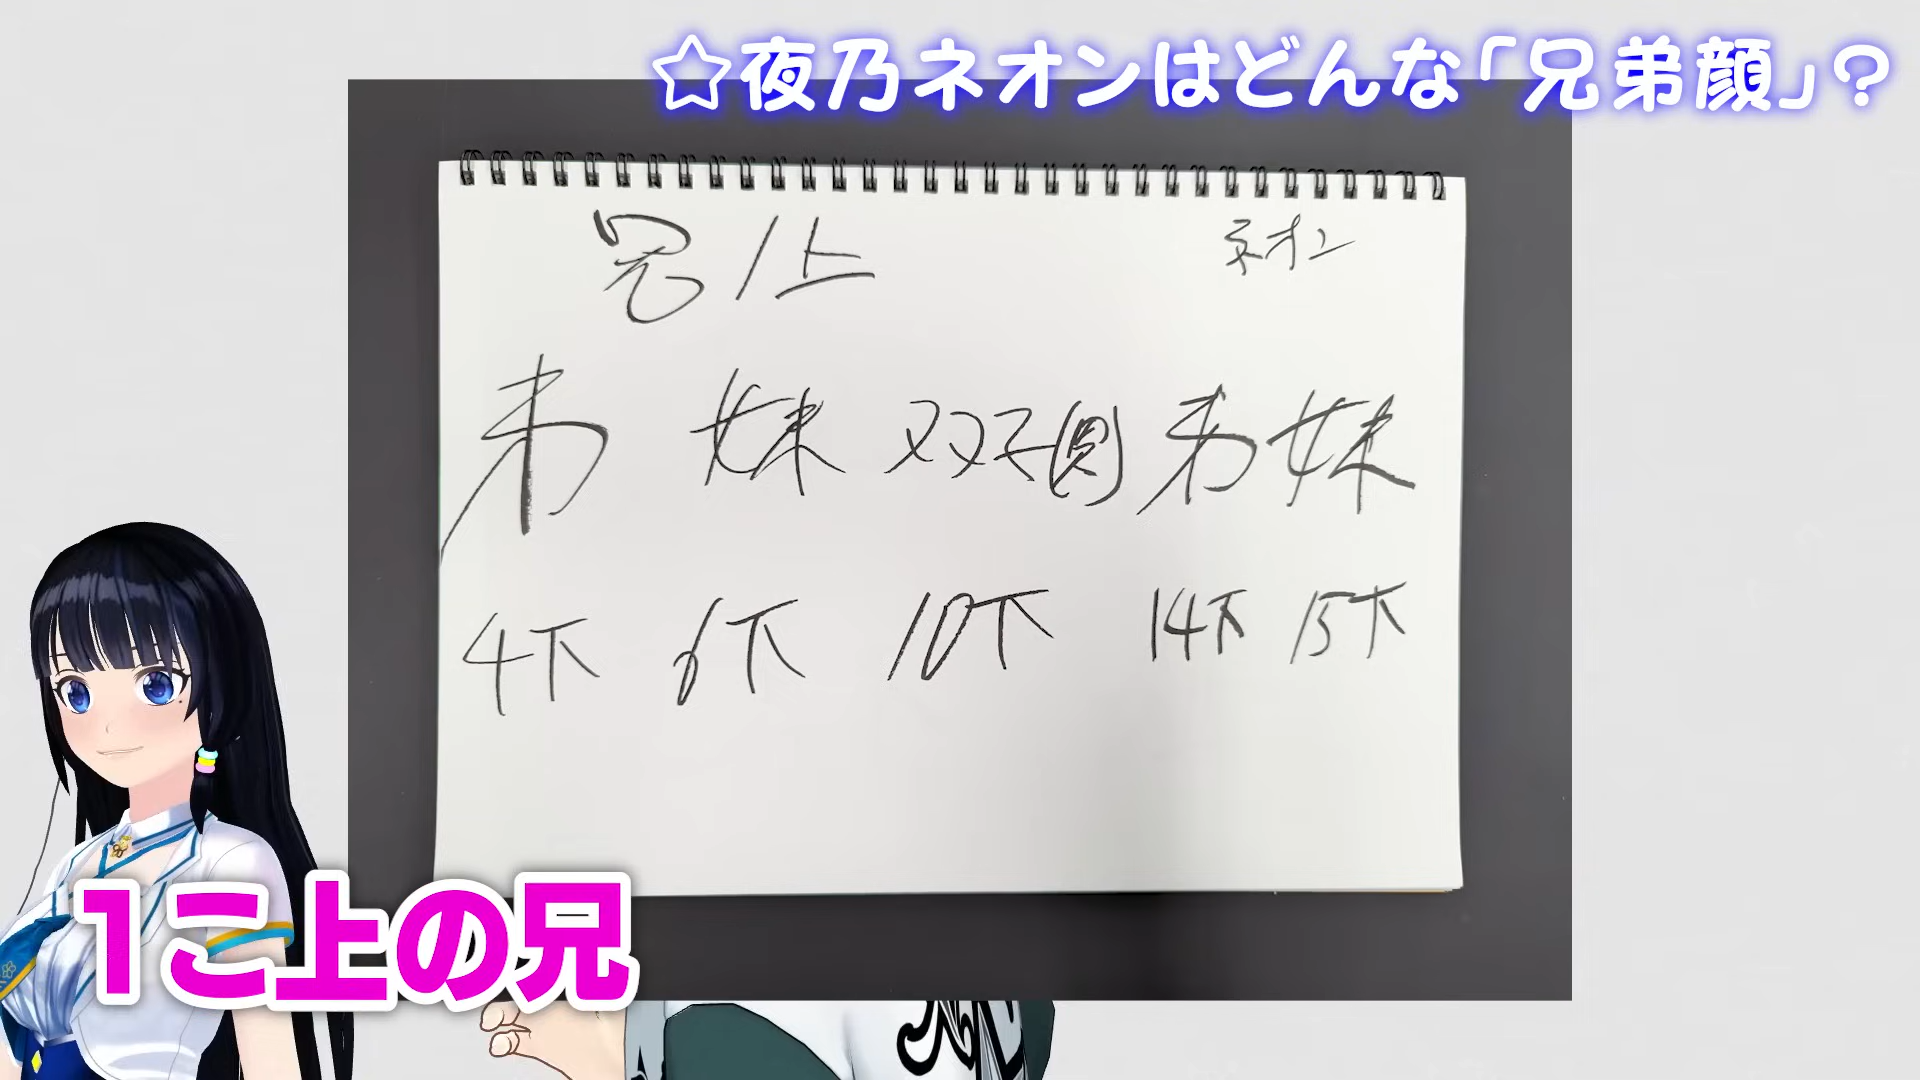 ☆夜乃ネオンはどんな「兄弟顔」?
兄 1上
ネオン
弟 妹 双子(男) 弟 妹
4下 6下 10下 14下 15下
1こ上の兄